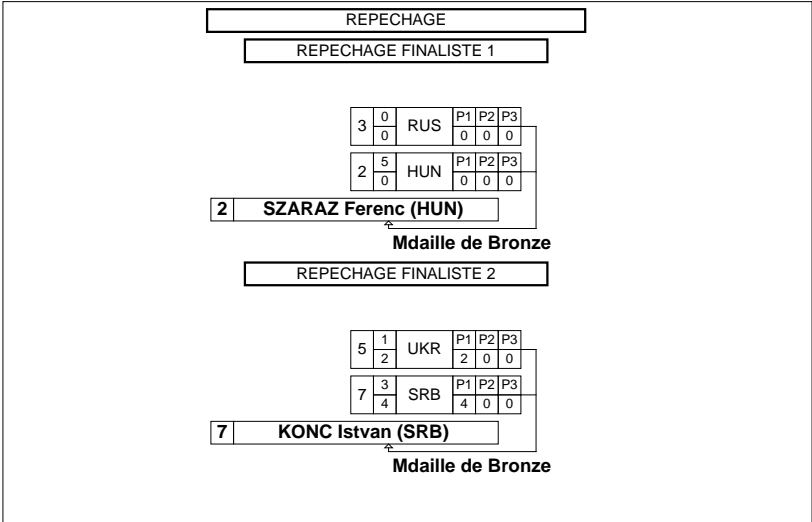 REPECHAGE
REPECHAGE FINALISTE 1
3 0 RUS P1 P2 P3
0 0 0 0
2 5 HUN P1 P2 P3
0 0 0 0
2 SZARAZ Ferenc (HUN)
Mdaille de Bronze
REPECHAGE FINALISTE 2
5 1 UKR P1 P2 P3
2 2 0 0
7 3 SRB P1 P2 P3
4 4 0 0
7 KONC Istvan (SRB)
Mdaille de Bronze